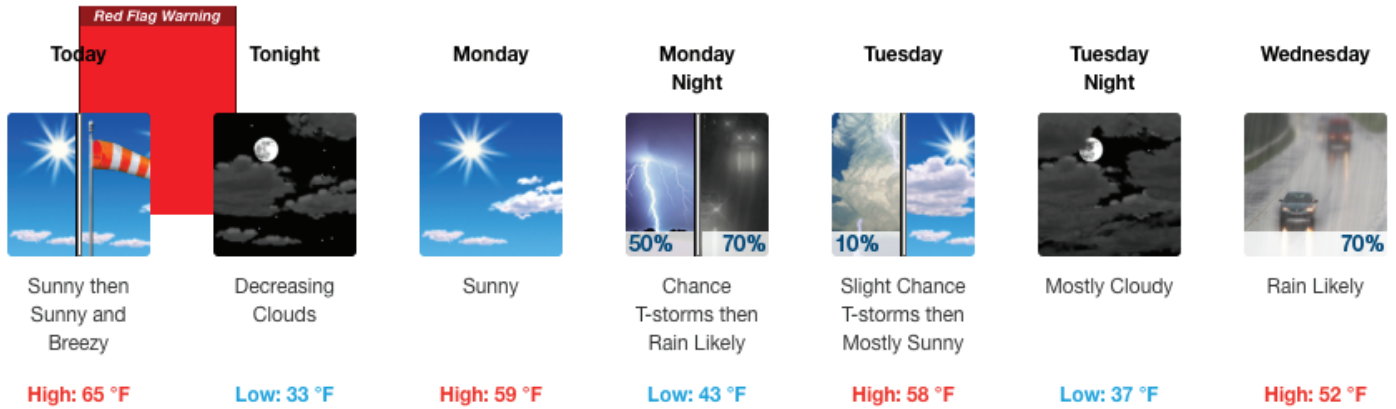 Red Flag Warning
Today
Tonight
Monday
Monday
Night
Tuesday
Tuesday
Night
Wednesday
50%
70%
10%
70%
Sunny then
Sunny and
Breezy
Decreasing
Clouds
Sunny
Chance
T-storms then
Rain Likely
Slight Chance
T-storms then
Mostly Sunny
Mostly Cloudy
Rain Likely
High: 65 °F
Low: 33 °F
High: 59 °F
Low: 43 °F
High: 58 °F
Low: 37 °F
High: 52 °F